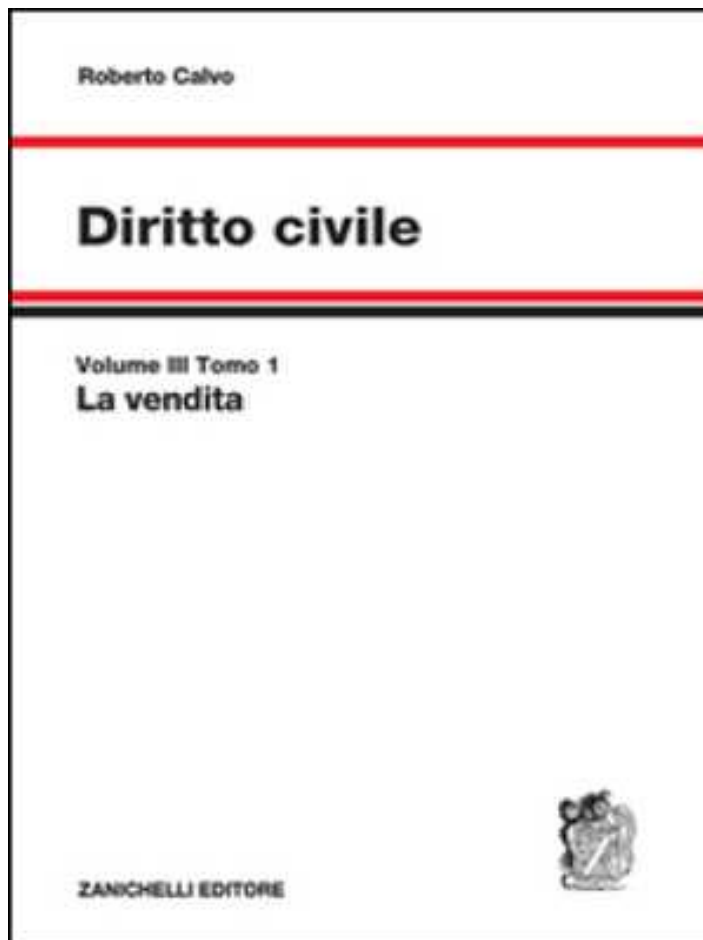 Roberto Calvo
Diritto civile
Volume III Tomo 1
La vendita
ZANICHELLI EDITORE